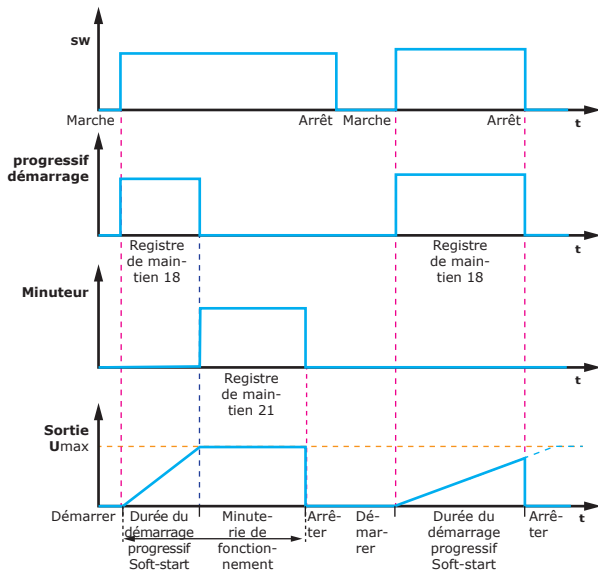 sw
Marche
Arrêt
Marche
Arrêt
t
progressif
démarrage
Registre
de main-
tien 18
Registre
de main-
tien 18
t
Minuteur
Registre
de main-
tien 21
t
Sortie
Umax
Démarrer
Durée du
démarrage
progressif
Soft-start
Minute-
rie de
fonction-
nement
Arrê-
ter
Dé-
mar-
rer
Durée du
démarrage
progressif
Soft-start
Arrê-
ter
t